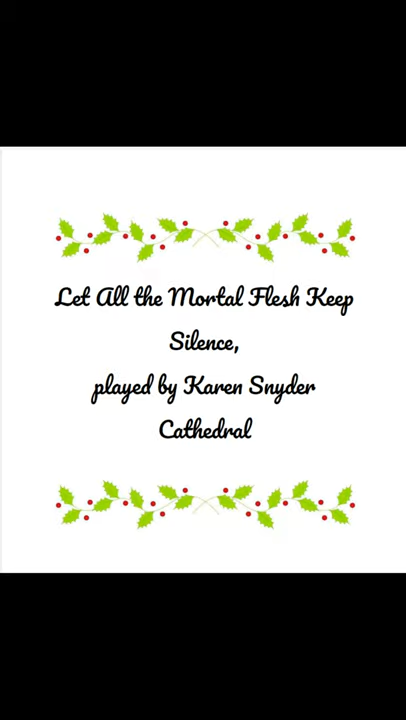 Let All the Mortal Flesh Keep
Silence,
played by Karen Snyder
Cathedral